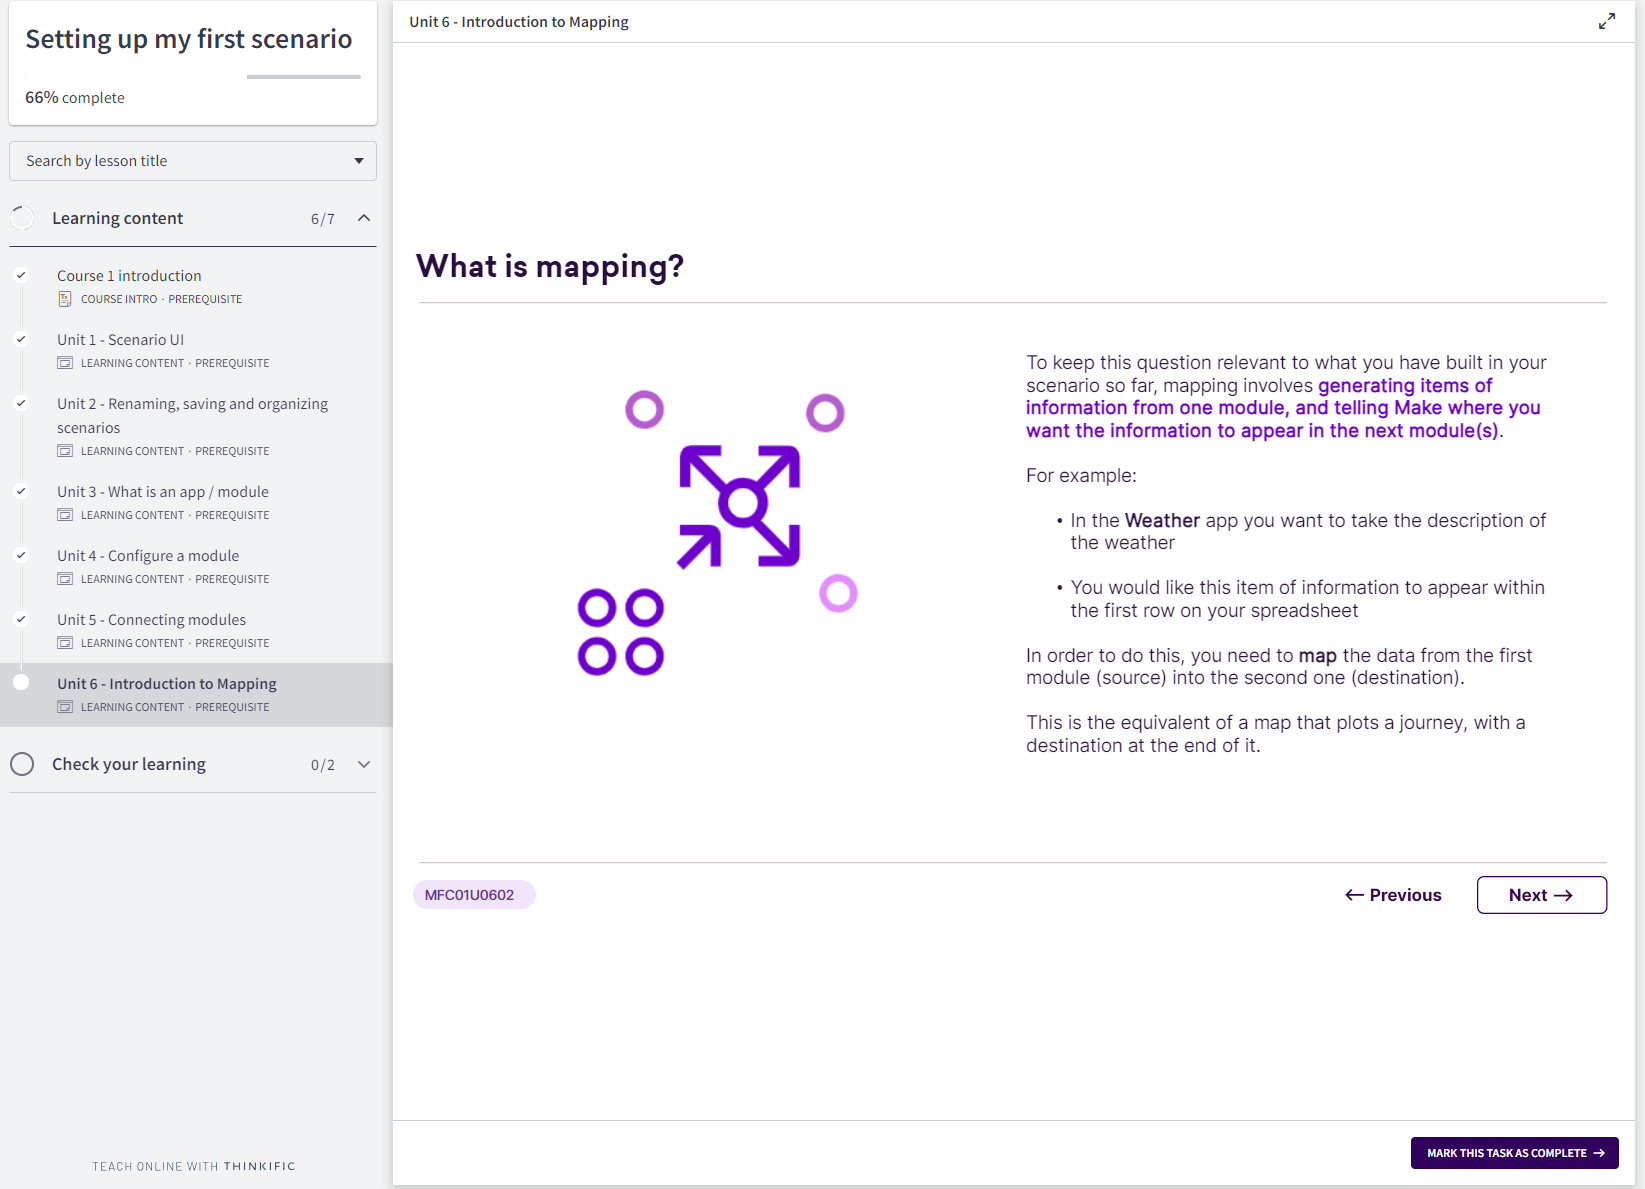 Setting up my first scenario
66% complete
Search by lesson title
Learning content 6/7
Course 1 introduction
COURSE INTRO · PREREQUISITE
Unit 1 - Scenario UI
LEARNING CONTENT · PREREQUISITE
Unit 2 - Renaming, saving and organizing
scenarios
LEARNING CONTENT · PREREQUISITE
Unit 3 - What is an app / module
LEARNING CONTENT · PREREQUISITE
Unit 4 - Configure a module
LEARNING CONTENT · PREREQUISITE
Unit 5 - Connecting modules
LEARNING CONTENT · PREREQUISITE
Unit 6 - Introduction to Mapping
LEARNING CONTENT · PREREQUISITE
Check your learning 0/2
TEACH ONLINE WITH THINKIFIC
Unit 6 - Introduction to Mapping
What is mapping?
To keep this question relevant to what you have built in your
scenario so far, mapping involves generating items of
information from one module, and telling Make where you
want the information to appear in the next module(s).
For example:
• In the Weather app you want to take the description of
the weather
• You would like this item of information to appear within
the first row on your spreadsheet
In order to do this, you need to map the data from the first
module (source) into the second one (destination).
This is the equivalent of a map that plots a journey, with a
destination at the end of it.
MFC01U0602
← Previous
Next →
MARK THIS TASK AS COMPLETE →